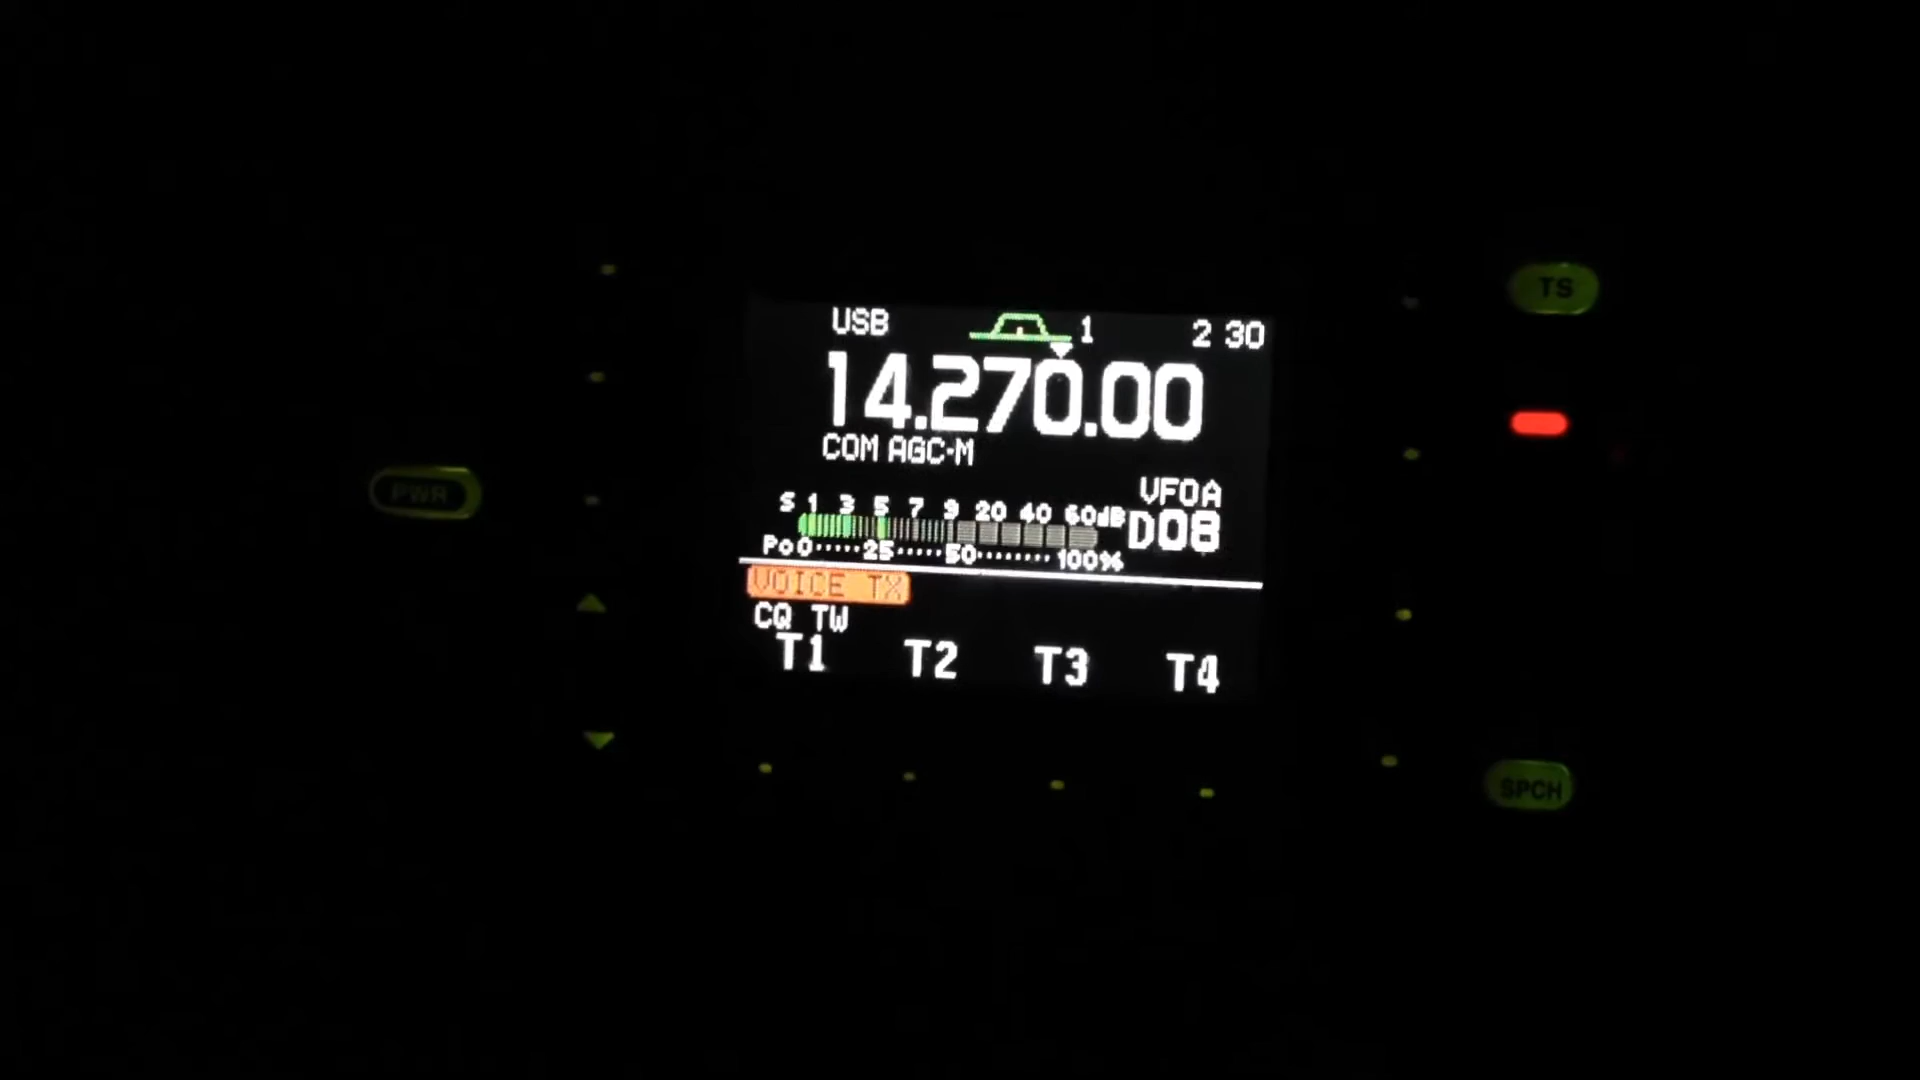 TS
USB 1 2 30
14.270.00
COM AGC-M
PWR
VFOA
S 1 3 5 7 9 20 40 60dB
D08
Po0·····25·····50········100%
VOICE TX
CQ TW
T1 T2 T3 T4
SPCH